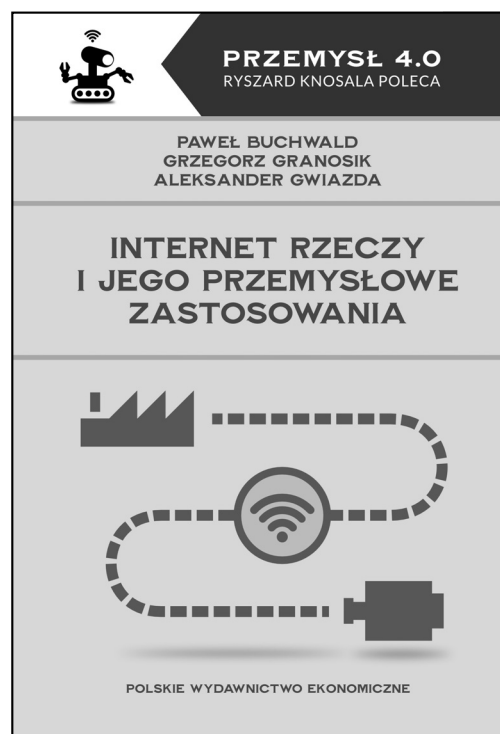 PRZEMYSŁ 4.0
RYSZARD KNOSALA POLECA
PAWEŁ BUCHWALD
GRZEGORZ GRANOSIK
ALEKSANDER GWIAZDA
INTERNET RZECZY
I JEGO PRZEMYSŁOWE
ZASTOSOWANIA
POLSKIE WYDAWNICTWO EKONOMICZNE